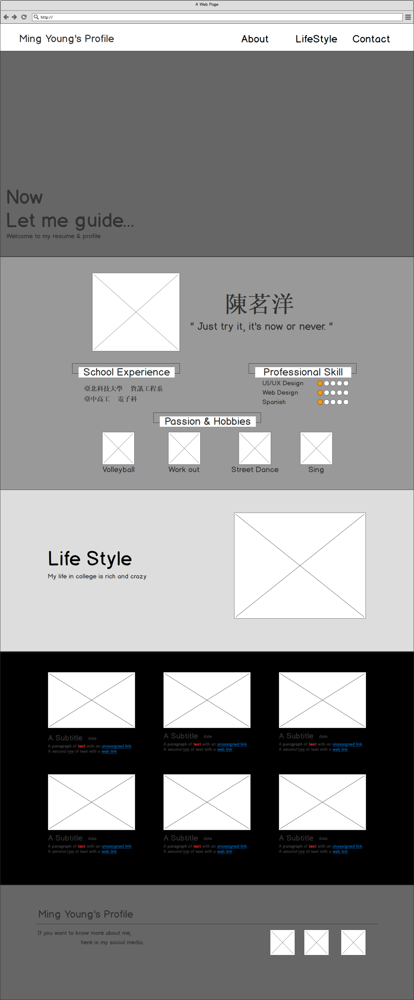 A Web Page
http://
Ming Young's Profile
About LifeStyle Contact
Now
Let me guide...
Welcome to my resume & profile
陳茗洋
" Just try it, it's now or never. "
School Experience
臺北科技大學 資訊工程系
臺中高工 電子科
Professional Skill
UI/UX Design
Web Design
Spanish
Passion & Hobbies
Volleyball
Work out
Street Dance
Sing
Life Style
My life in college is rich and crazy
A Subtitle date
A paragraph of text with an unassigned link.
A second row of text with a web link
A Subtitle date
A paragraph of text with an unassigned link.
A second row of text with a web link
A Subtitle date
A paragraph of text with an unassigned link.
A second row of text with a web link
A Subtitle date
A paragraph of text with an unassigned link.
A second row of text with a web link
A Subtitle date
A paragraph of text with an unassigned link.
A second row of text with a web link
A Subtitle date
A paragraph of text with an unassigned link.
A second row of text with a web link
Ming Young's Profile
If you want to know more about me,
here is my social media.